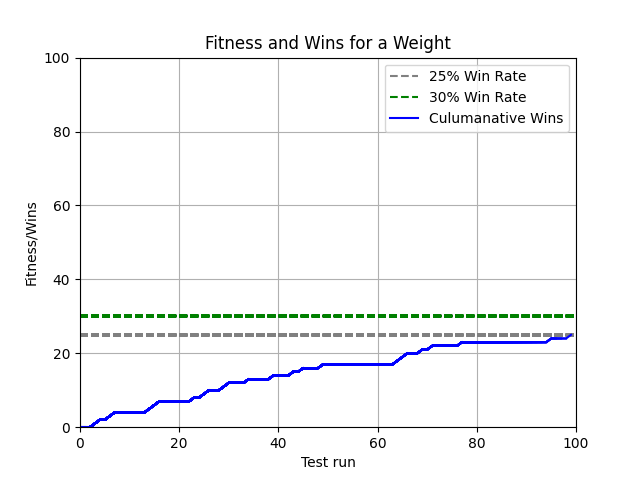 Fitness and Wins for a Weight
25% Win Rate
30% Win Rate
Culumanative Wins
Fitness/Wins
100
80
60
40
20
0
0 20 40 60 80 100
Test run